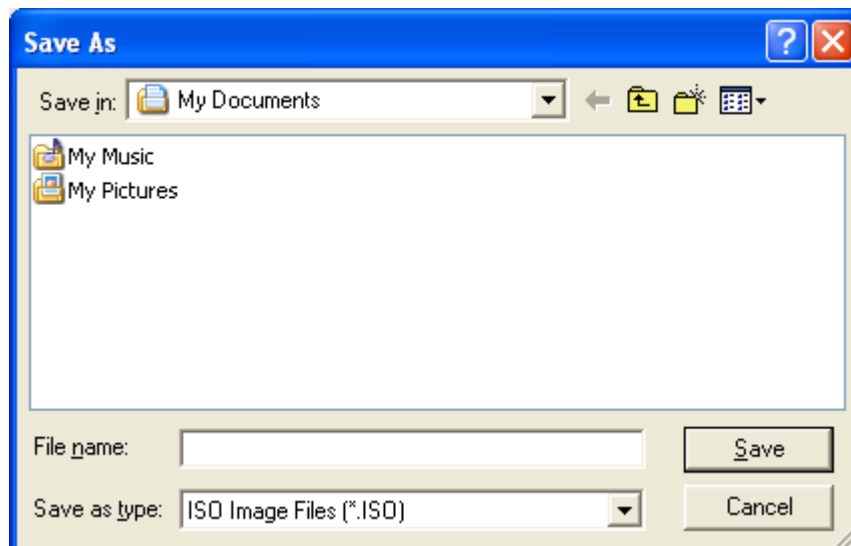 Save As
Save in: My Documents
My Music
My Pictures
File name: Save
Save as type: ISO Image Files (*.ISO) Cancel